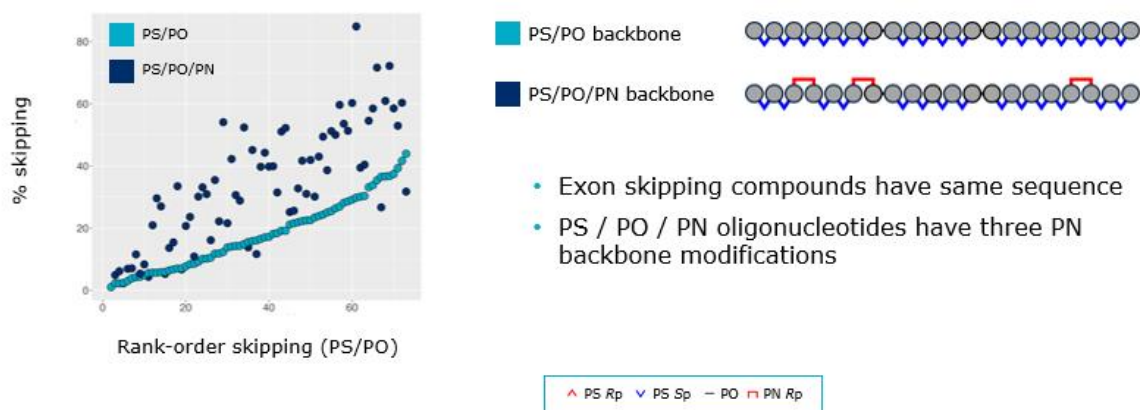 PS/PO
PS/PO/PN
% skipping
80
60
40
20
0
0 20 40 60
Rank-order skipping (PS/PO)
PS/PO backbone
PS/PO/PN backbone
• Exon skipping compounds have same sequence
• PS / PO / PN oligonucleotides have three PN
backbone modifications
PS Rp PS Sp PO PN Rp